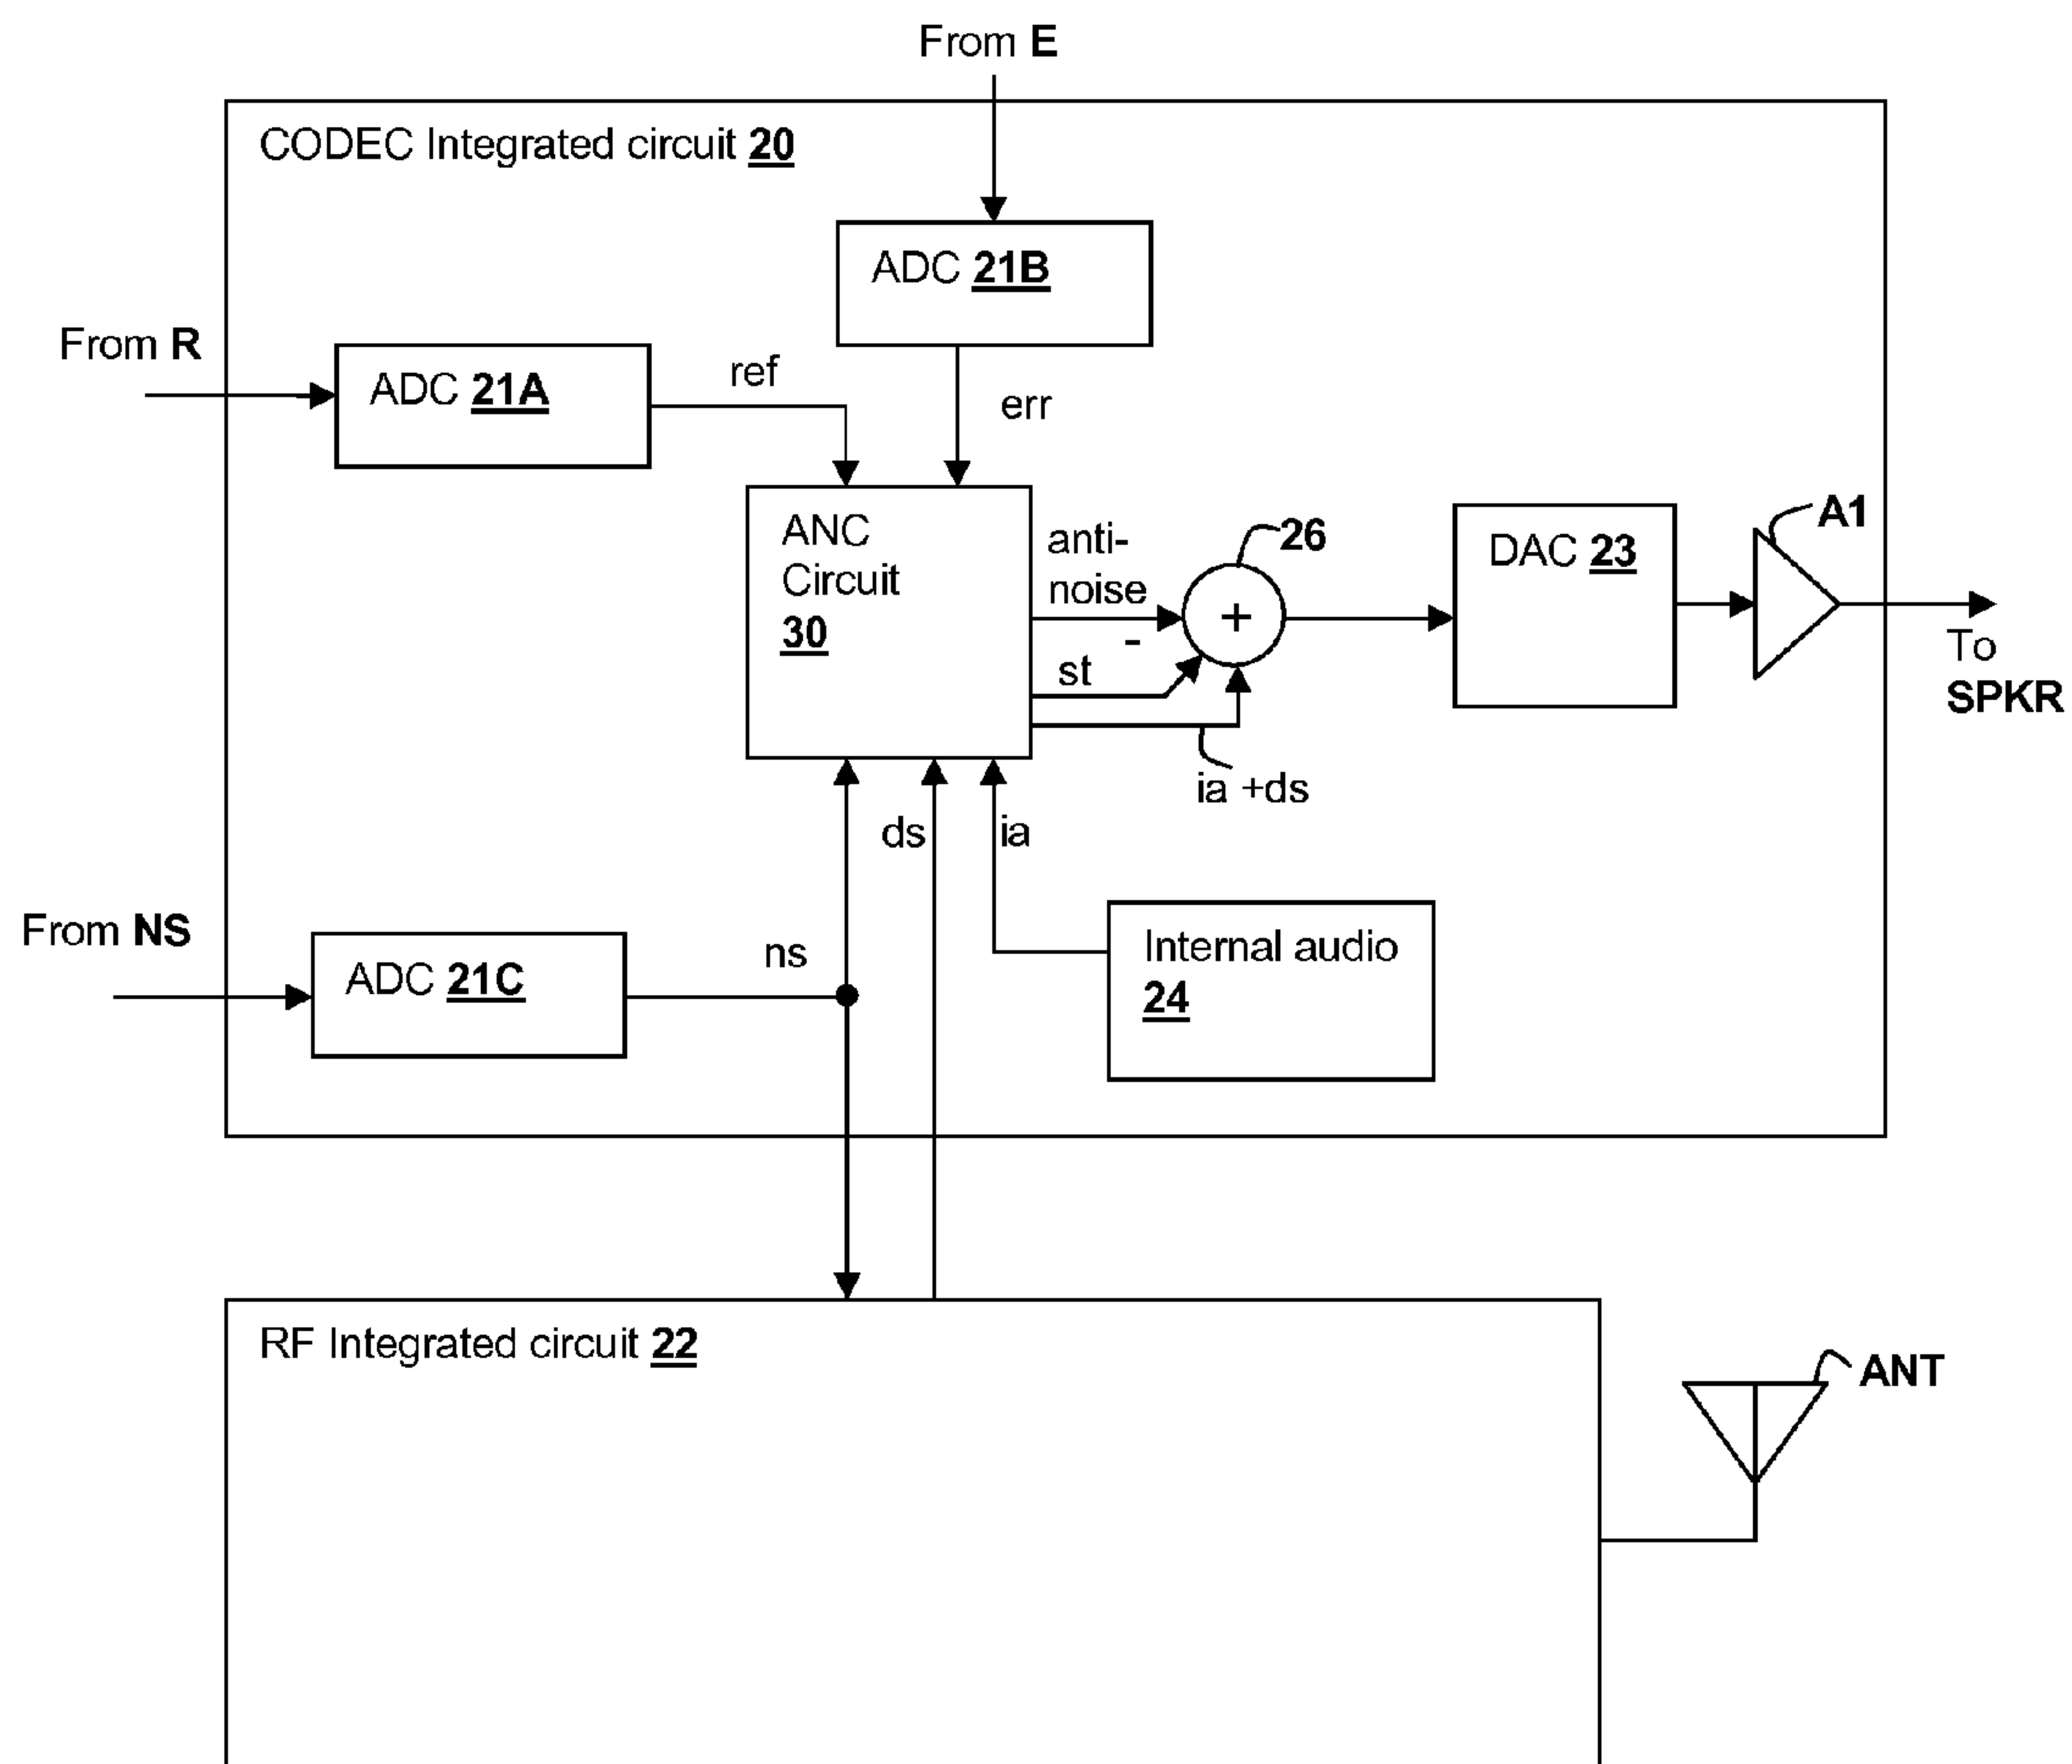 From E
CODEC Integrated circuit 20
ADC 21B
From R
ADC 21A
ref
err
ANC
Circuit
30
anti-
noise
-
st
+
26
DAC 23
A1
To
SPKR
ia +ds
ds
ia
From NS
ADC 21C
ns
Internal audio
24
RF Integrated circuit 22
ANT